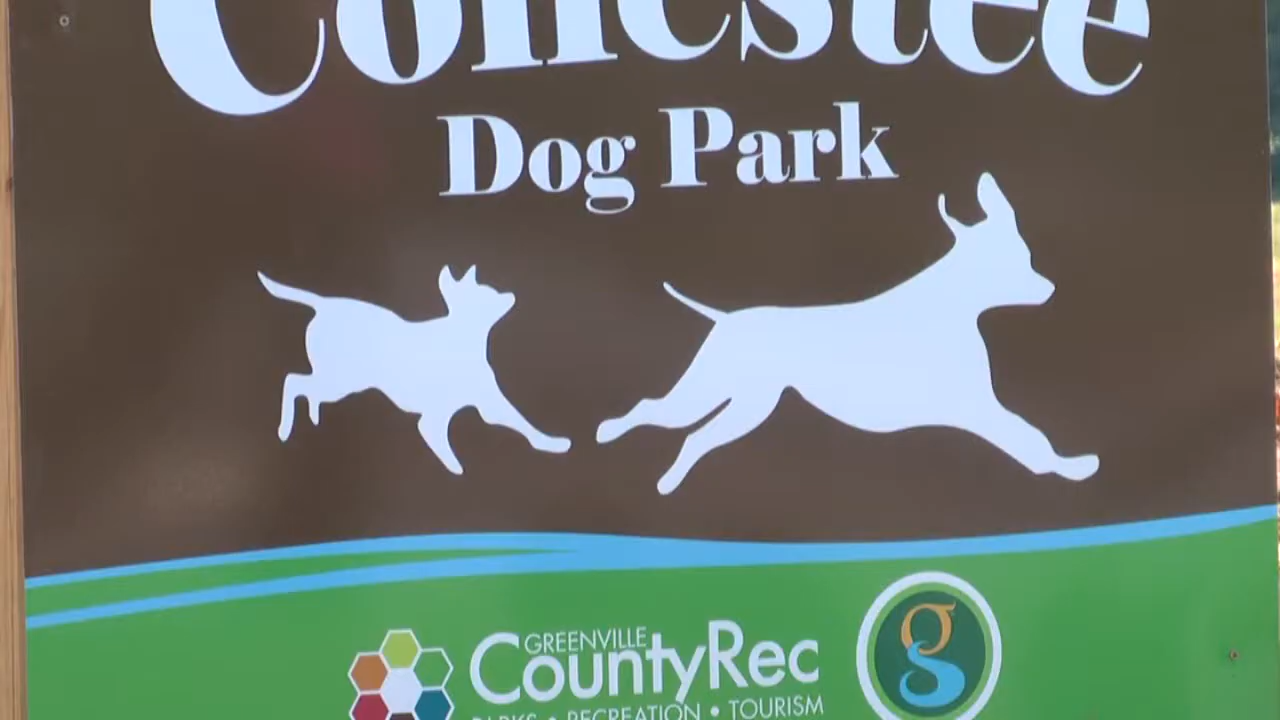 Conestee
Dog Park
GREENVILLE
CountyRec
PARKS • RECREATION • TOURISM
g